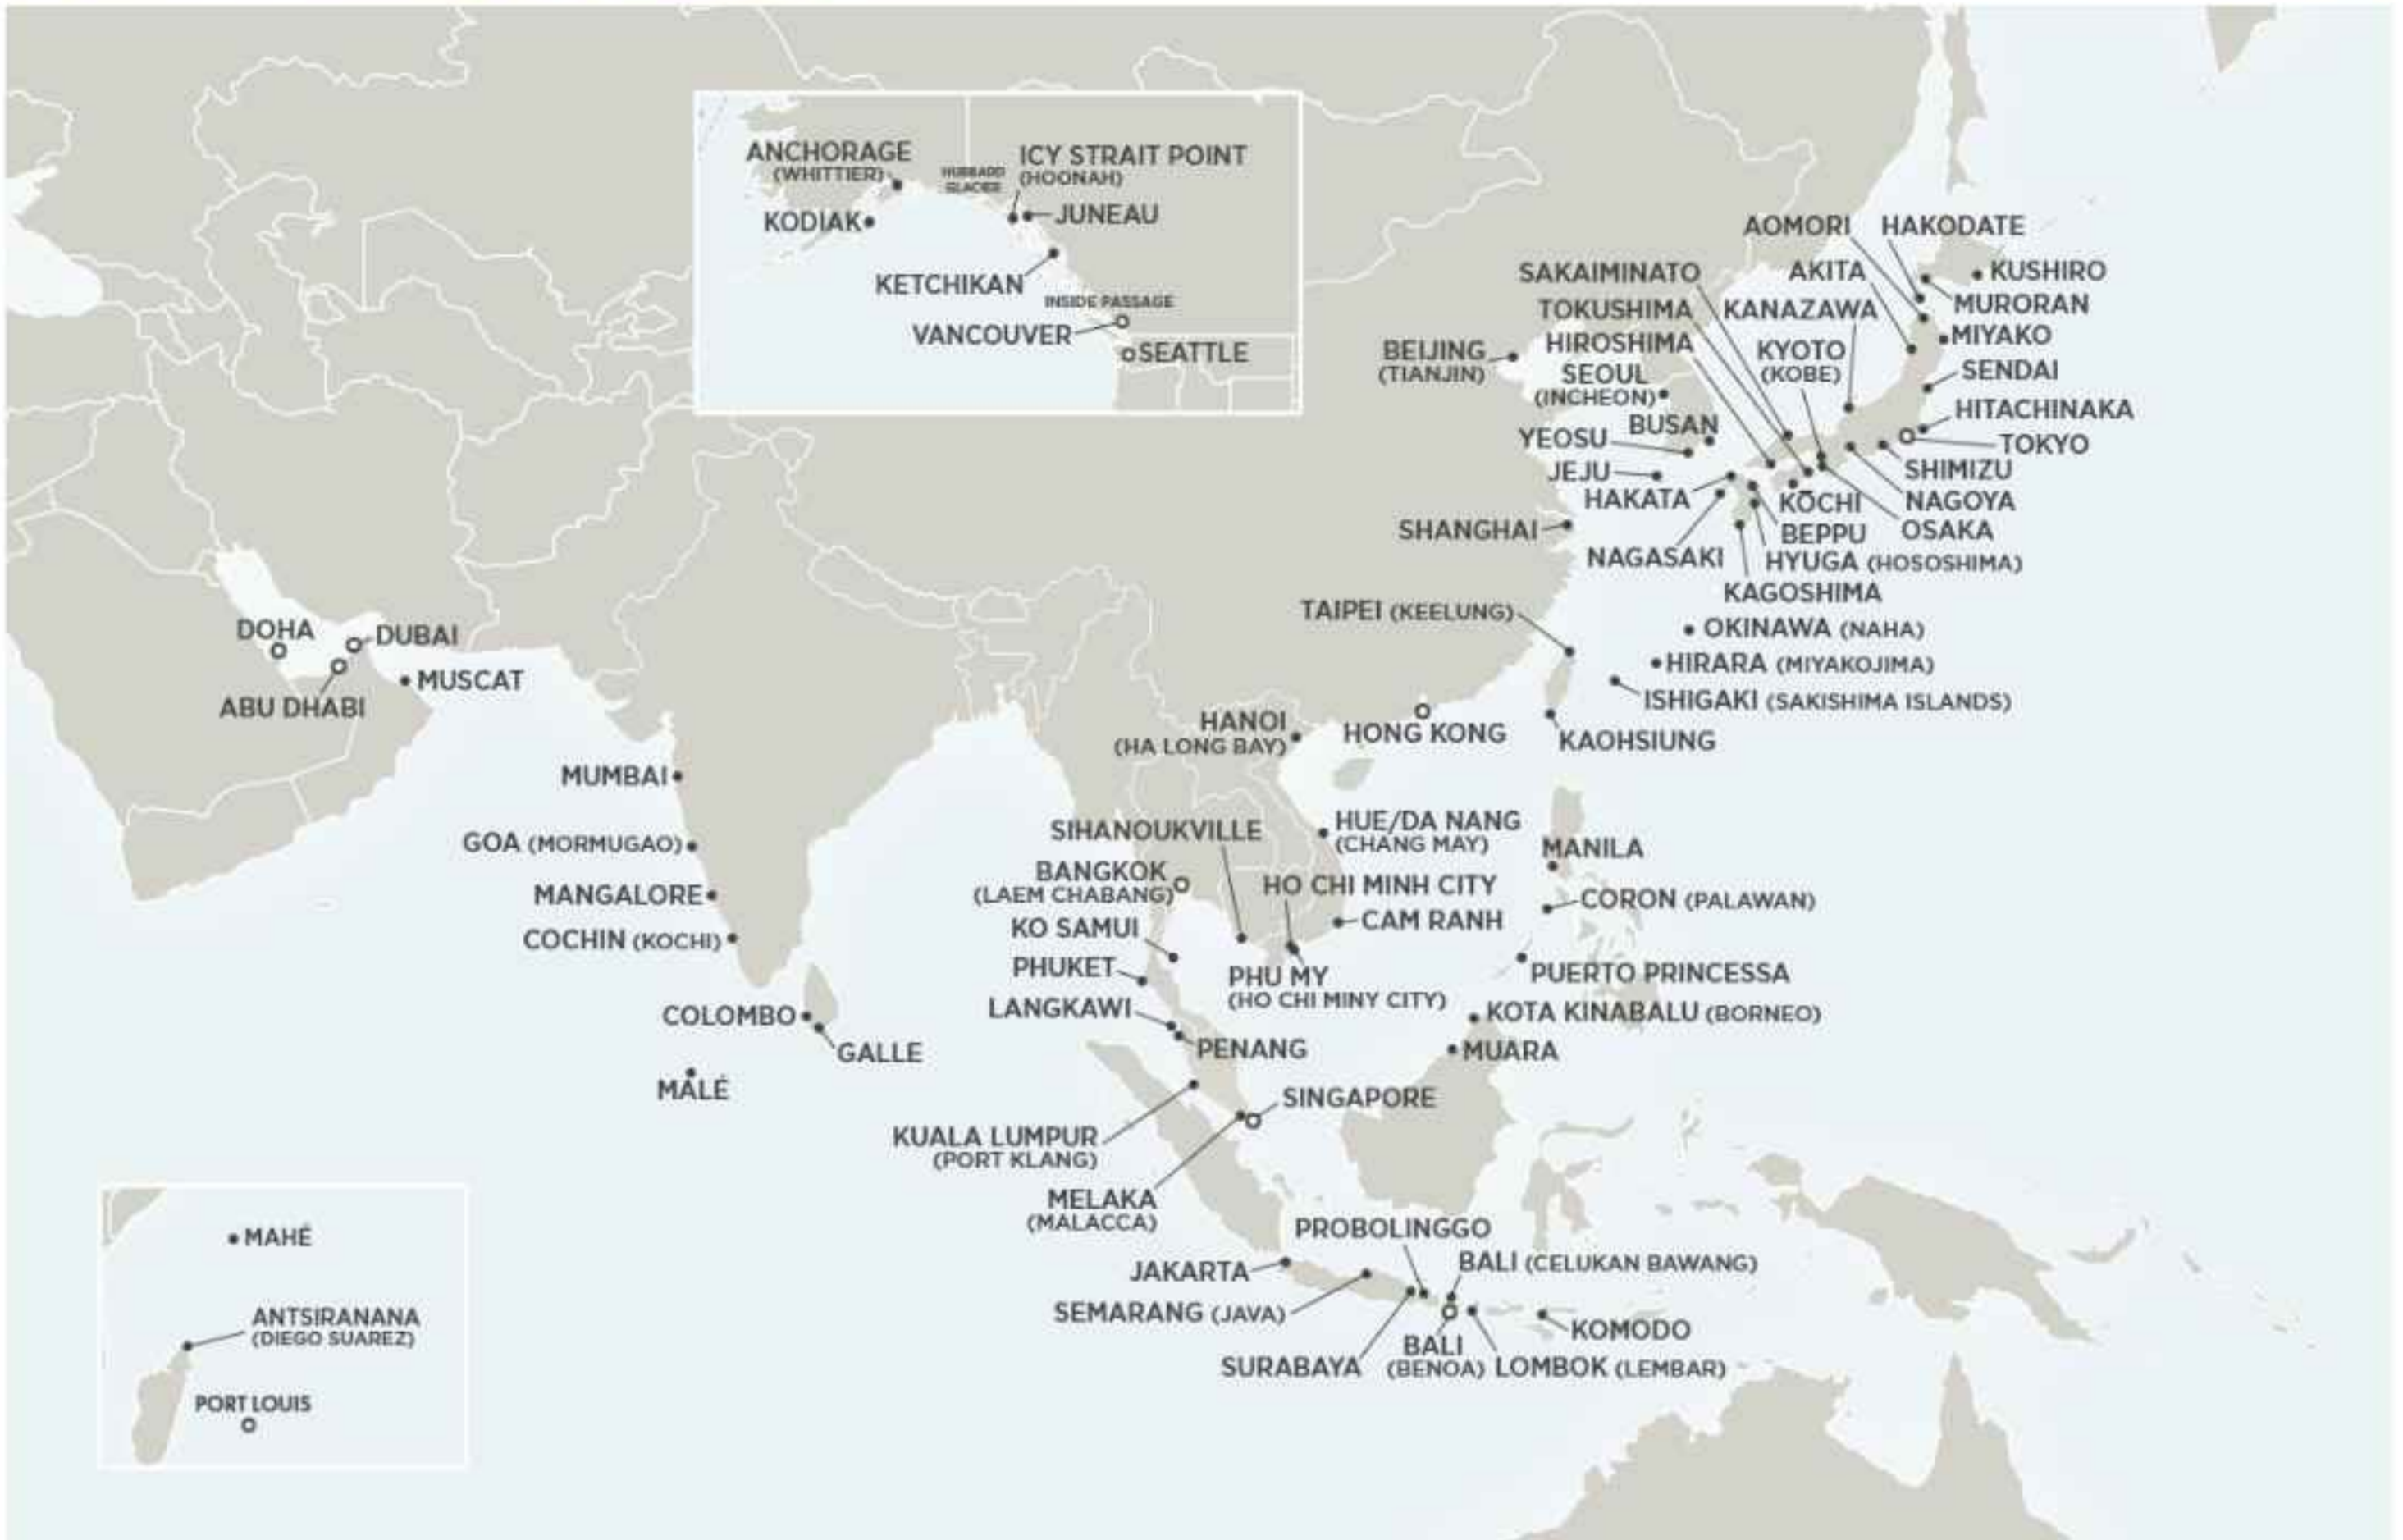 ANCHORAGE
(WHITTIER)
HUBBARD
GLACIER
ICY STRAIT POINT
(HOONAH)
KODIAK
JUNEAU
KETCHIKAN
INSIDE PASSAGE
VANCOUVER
SEATTLE
AOMORI
HAKODATE
SAKAIMINATO
AKITA
KUSHIRO
TOKUSHIMA
KANAZAWA
MURORAN
HIROSHIMA
KYOTO
(KOBE)
MIYAKO
BEIJING
(TIANJIN)
SEOUL
(INCHEON)
SENDAI
BUSAN
HITACHINAKA
YEOSU
TOKYO
JEJU
SHIMIZU
HAKATA
KOCHI
NAGOYA
SHANGHAI
BEPPU
OSAKA
NAGASAKI
HYUGA (HOSOSHIMA)
KAGOSHIMA
TAIPEI (KEELUNG)
OKINAWA (NAHA)
DOHA
DUBAI
HIRARA (MIYAKOJIMA)
MUSCAT
ABU DHABI
ISHIGAKI (SAKISHIMA ISLANDS)
HANOI
(HA LONG BAY)
HONG KONG
KAOHSIUNG
MUMBAI
SIHANOUKVILLE
HUE/DA NANG
(CHANG MAY)
GOA (MORMUGAO)
MANILA
BANGKOK
(LAEM CHABANG)
HO CHI MINH CITY
MANGALORE
CORON (PALAWAN)
CAM RANH
KO SAMUI
COCHIN (KOCHI)
PHUKET
PHU MY
(HO CHI MINY CITY)
PUERTO PRINCESSA
LANGKAWI
COLOMBO
KOTA KINABALU (BORNEO)
GALLE
PENANG
MUARA
MALÉ
SINGAPORE
KUALA LUMPUR
(PORT KLANG)
MELAKA
(MALACCA)
PROBOLINGGO
MAHÉ
JAKARTA
BALI (CELUKAN BAWANG)
SEMARANG (JAVA)
ANTSIRANANA
(DIEGO SUAREZ)
KOMODO
BALI
(BENOA)
SURABAYA
LOMBOK (LEMBAR)
PORT LOUIS